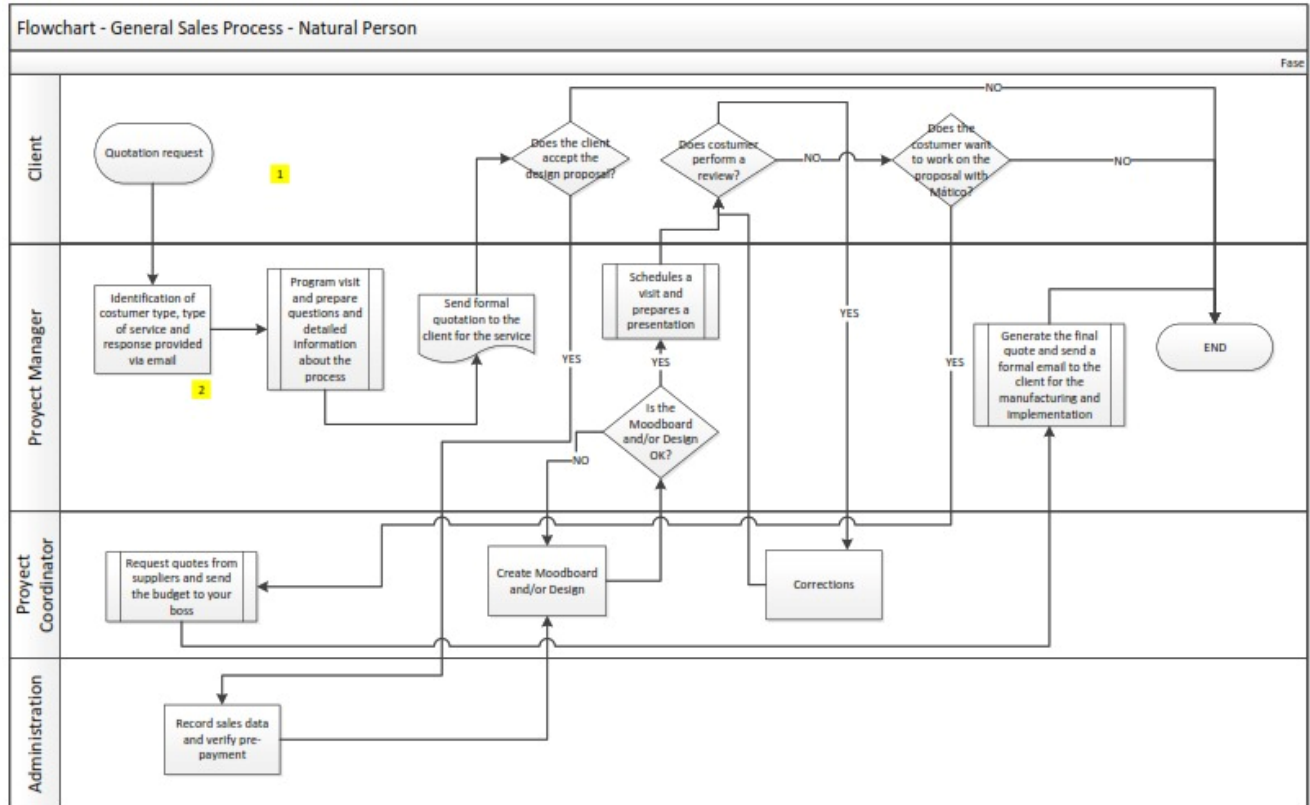 Flowchart - General Sales Process - Natural Person
Fase
Client
Quotation request
1
Does the client
accept the
design proposal?
NO
YES
Does costumer
perform a
review?
NO
YES
Does the
costumer want
to work on the
proposal with
Mático?
NO
YES
Proyect Manager
Identification of
costumer type, type
of service and
response provided
via email
2
Program visit
and prepare
questions and
detailed
information
about the
process
Send formal
quotation to the
client for the service
Schedules a
visit and
prepares a
presentation
YES
Is the
Moodboard
and/or Design
OK?
NO
Generate the final
quote and send a
formal email to the
client for the
manufacturing and
implementation
END
Proyect
Coordinator
Request quotes from
suppliers and send
the budget to your
boss
Create Moodboard
and/or Design
Corrections
Administration
Record sales data
and verify pre-
payment